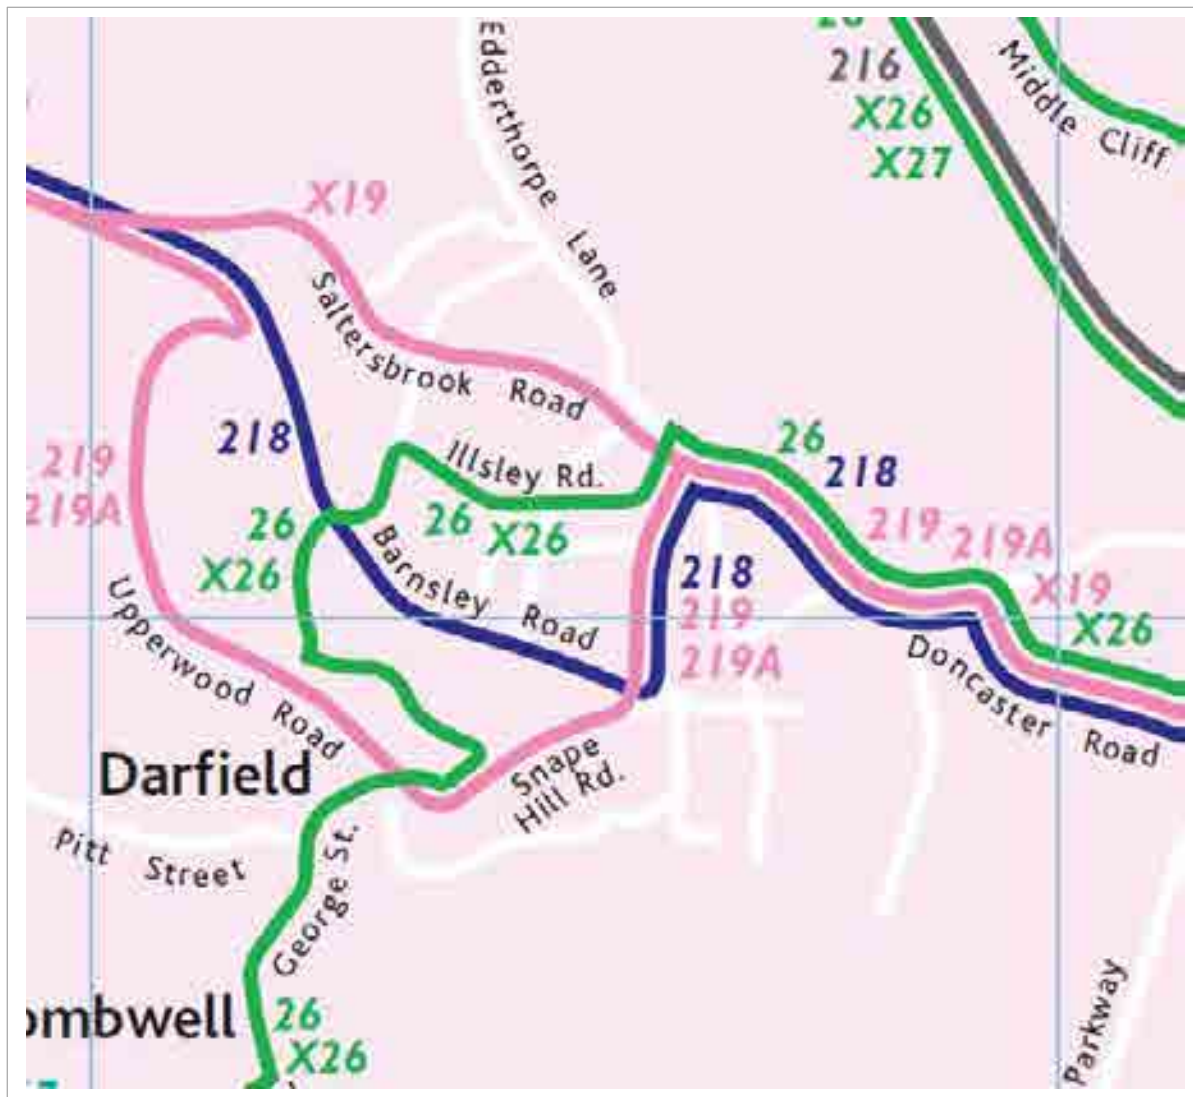 Edderthorpe Lane
216
X26
X27
Middle Cliff
X19
Saltersbrook Road
218
219
219A
Illsley Rd.
26
X26
26
X26
Barnsley Road
26
218
219
219A
X19
X26
218
219
219A
Upperwood Road
Doncaster Road
Darfield
Snape
Hill Rd.
Pitt Street
George St.
ombwell
26
X26
Parkway